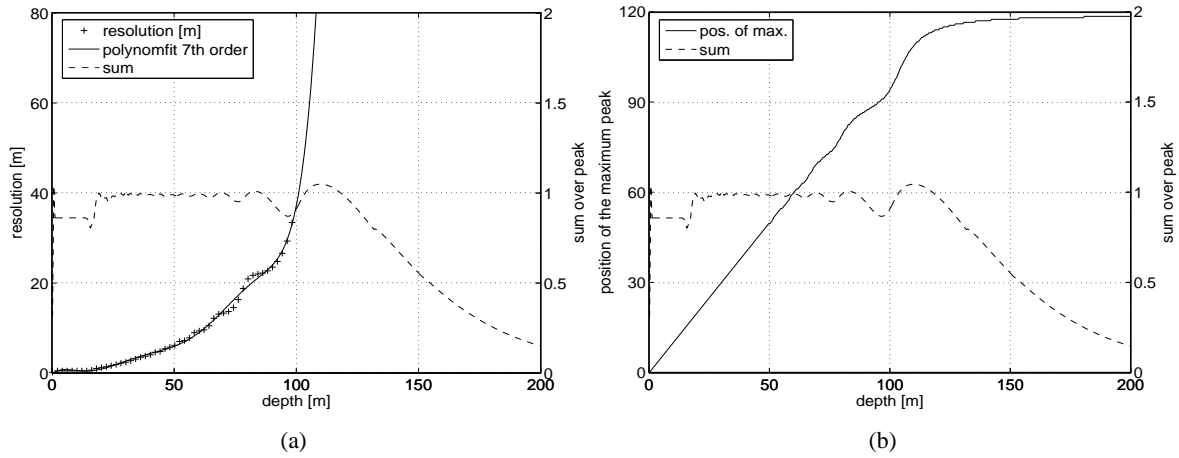 80
60
40
20
0
resolution [m]
2
1.5
1
0.5
0
sum over peak
0
50
100
150
200
depth [m]
resolution [m]
polynomfit 7th order
sum
(a)
120
90
60
30
0
position of the maximum peak
2
1.5
1
0.5
0
sum over peak
0
50
100
150
200
depth [m]
pos. of max.
sum
(b)